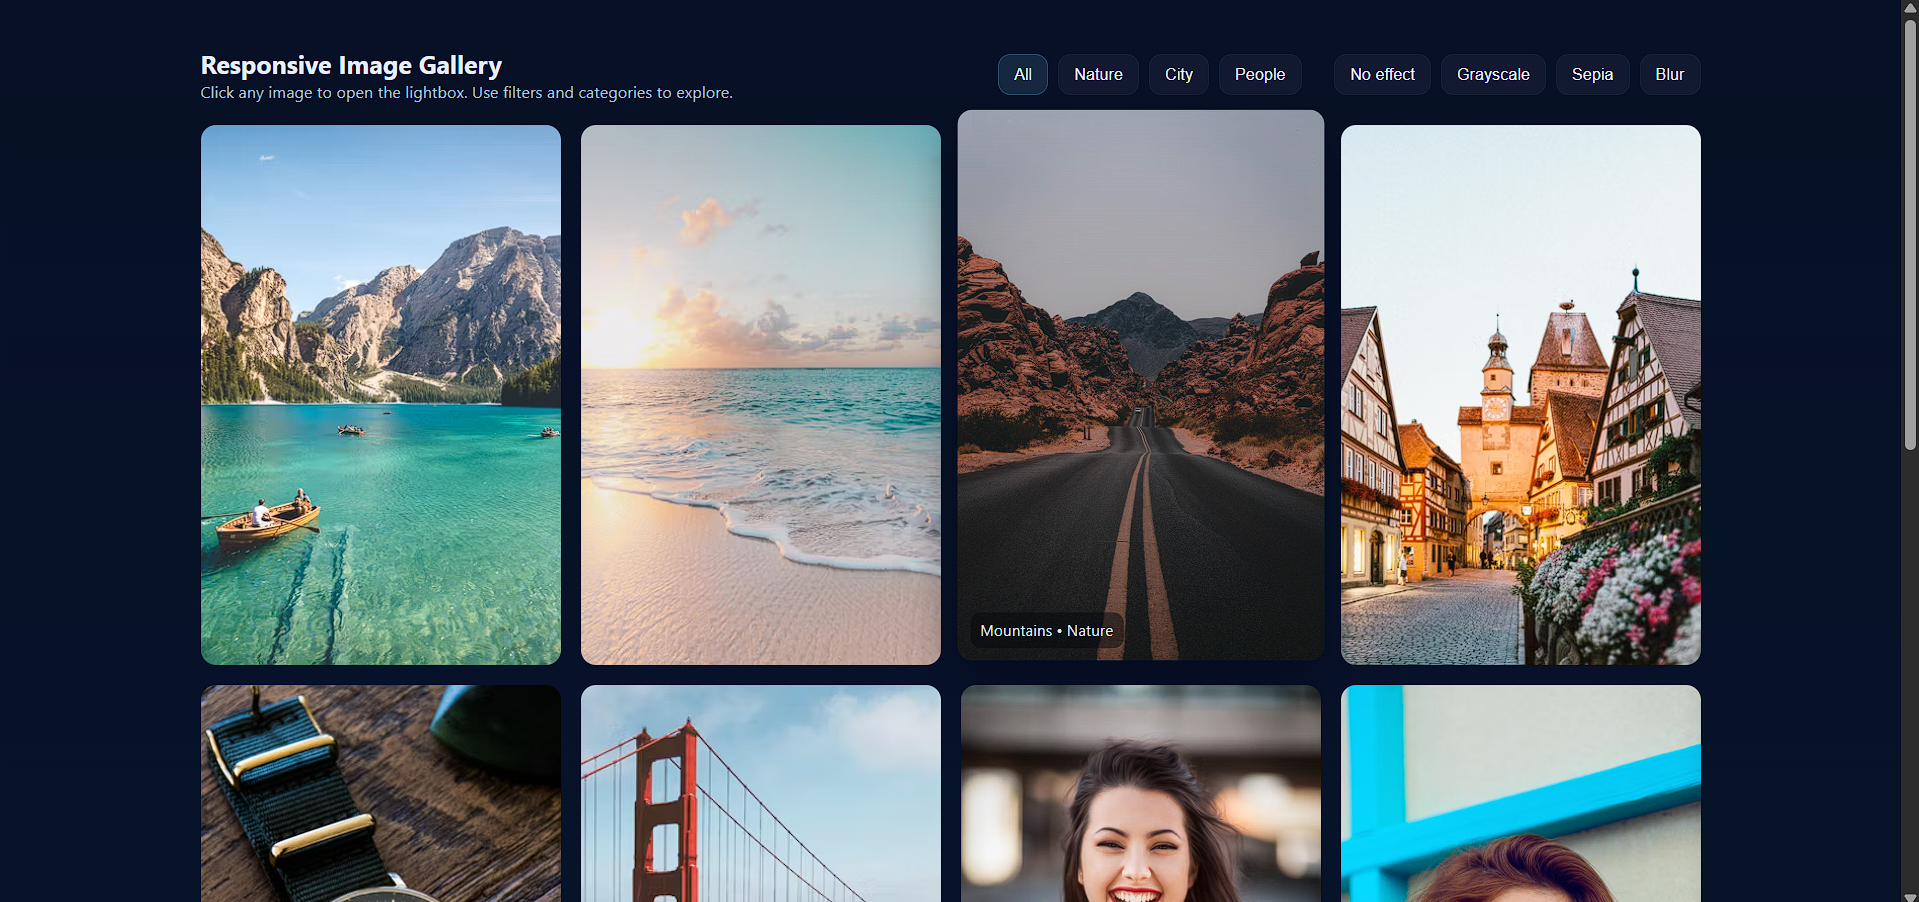 Responsive Image Gallery
Click any image to open the lightbox. Use filters and categories to explore.
All Nature City People No effect Grayscale Sepia Blur
Mountains • Nature